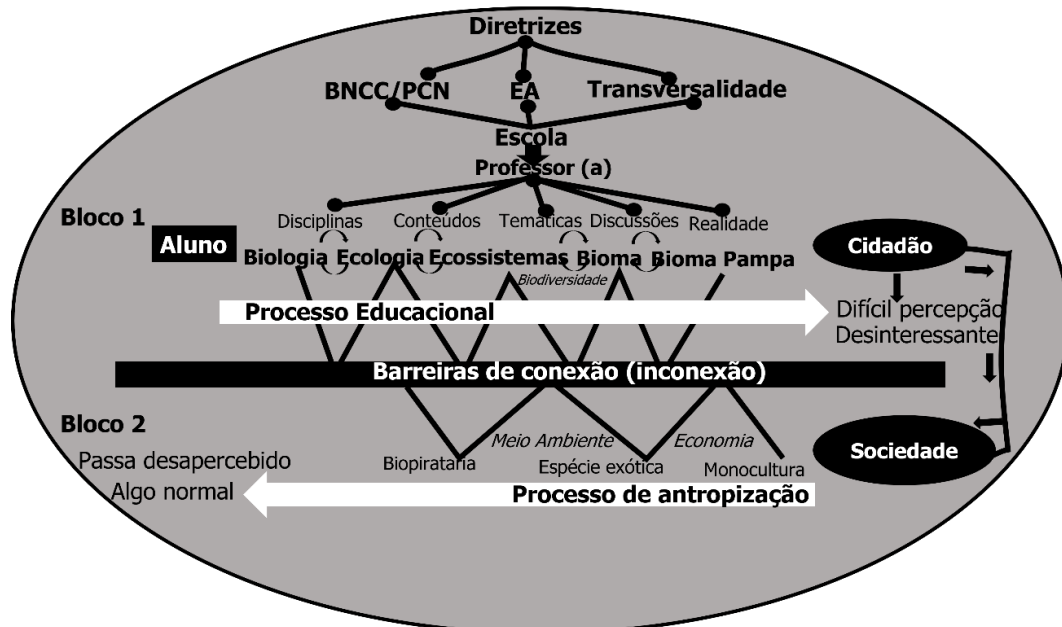 Diretrizes
BNCC/PCN EA Transversalidade
Escola
Professor (a)
Bloco 1
Disciplinas Conteúdos Temáticas Discussões Realidade
Aluno
Biologia Ecologia Ecossistemas Bioma Bioma Pampa
Biodiversidade
Cidadão
Processo Educacional
Difícil percepção
Desinteressante
Barreiras de conexão (inconexão)
Bloco 2
Meio Ambiente Economia
Biopirataria Espécie exótica Monocultura
Sociedade
Passa desapercebido
Algo normal
Processo de antropização